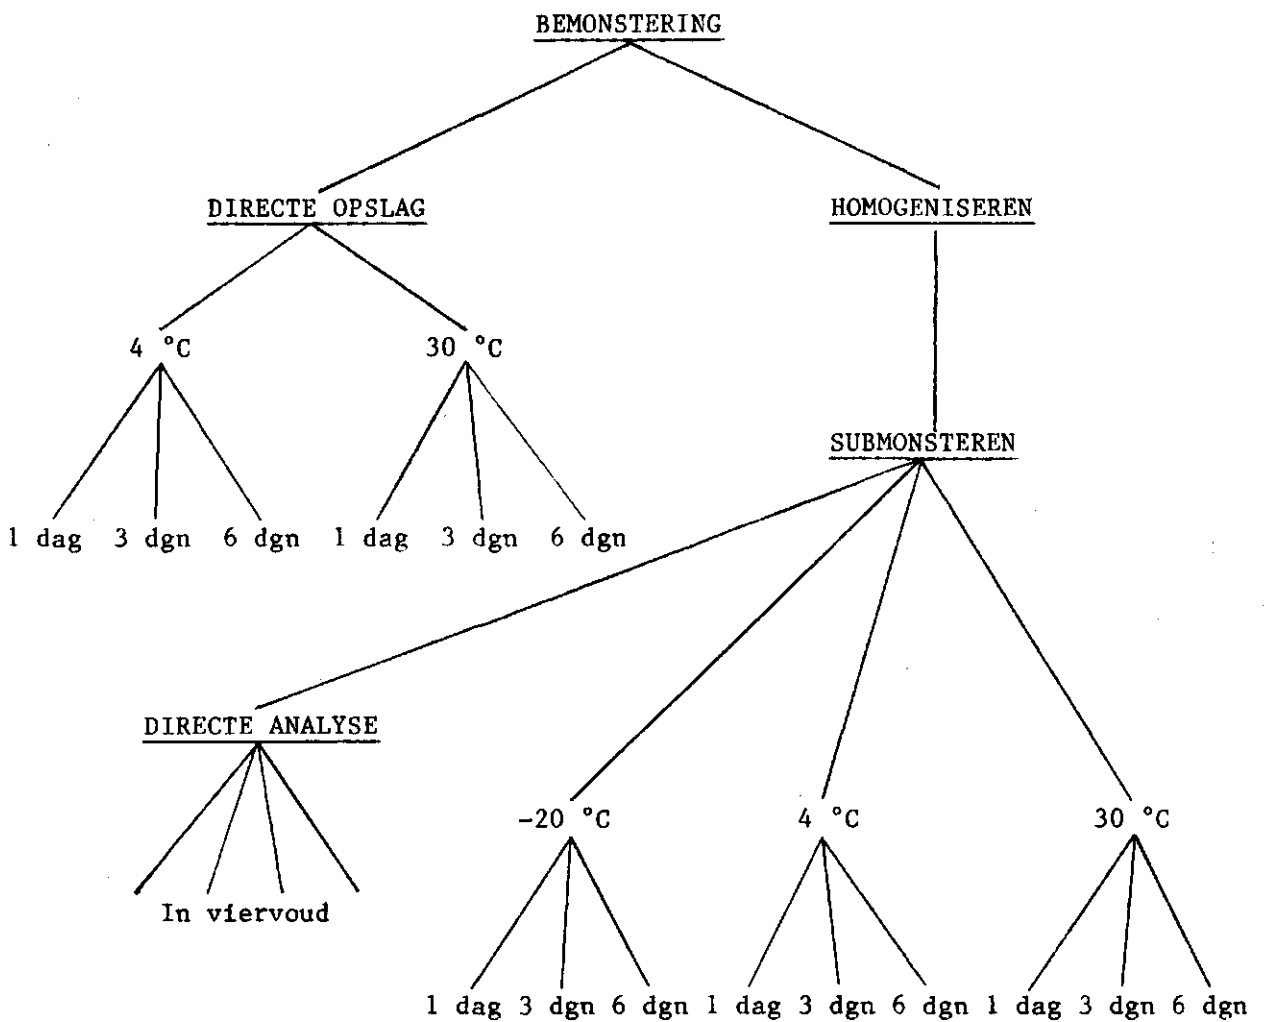 BEMONSTERING
DIRECTE OPSLAG HOMOGENISEREN
4 °C 30 °C
SUBMONSTEREN
1 dag 3 dgn 6 dgn 1 dag 3 dgn 6 dgn
DIRECTE ANALYSE
-20 °C 4 °C 30 °C
In viervoud
1 dag 3 dgn 6 dgn 1 dag 3 dgn 6 dgn 1 dag 3 dgn 6 dgn